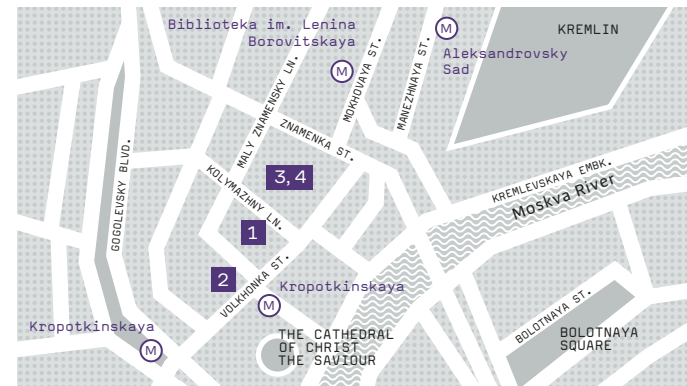 Biblioteka im. Lenina
Borovitskaya
M
M
Aleksandrovsky
Sad
KREMLIN
MALY ZNAMENSKY LN.
MOKHOVAYA ST.
MANEZHNAYA ST.
ZNAMENKA ST.
GOGOLEVSKY BLVD.
KOLYMAZHNY LN.
3, 4
1
2
VOLKHONKA ST.
KREMLEVSKAYA EMBK.
Moskva River
Kropotkinskaya
M
Kropotkinskaya
M
THE CATHEDRAL
OF CHRIST
THE SAVIOUR
BOLOTNAYA ST.
BOLOTNAYA
SQUARE